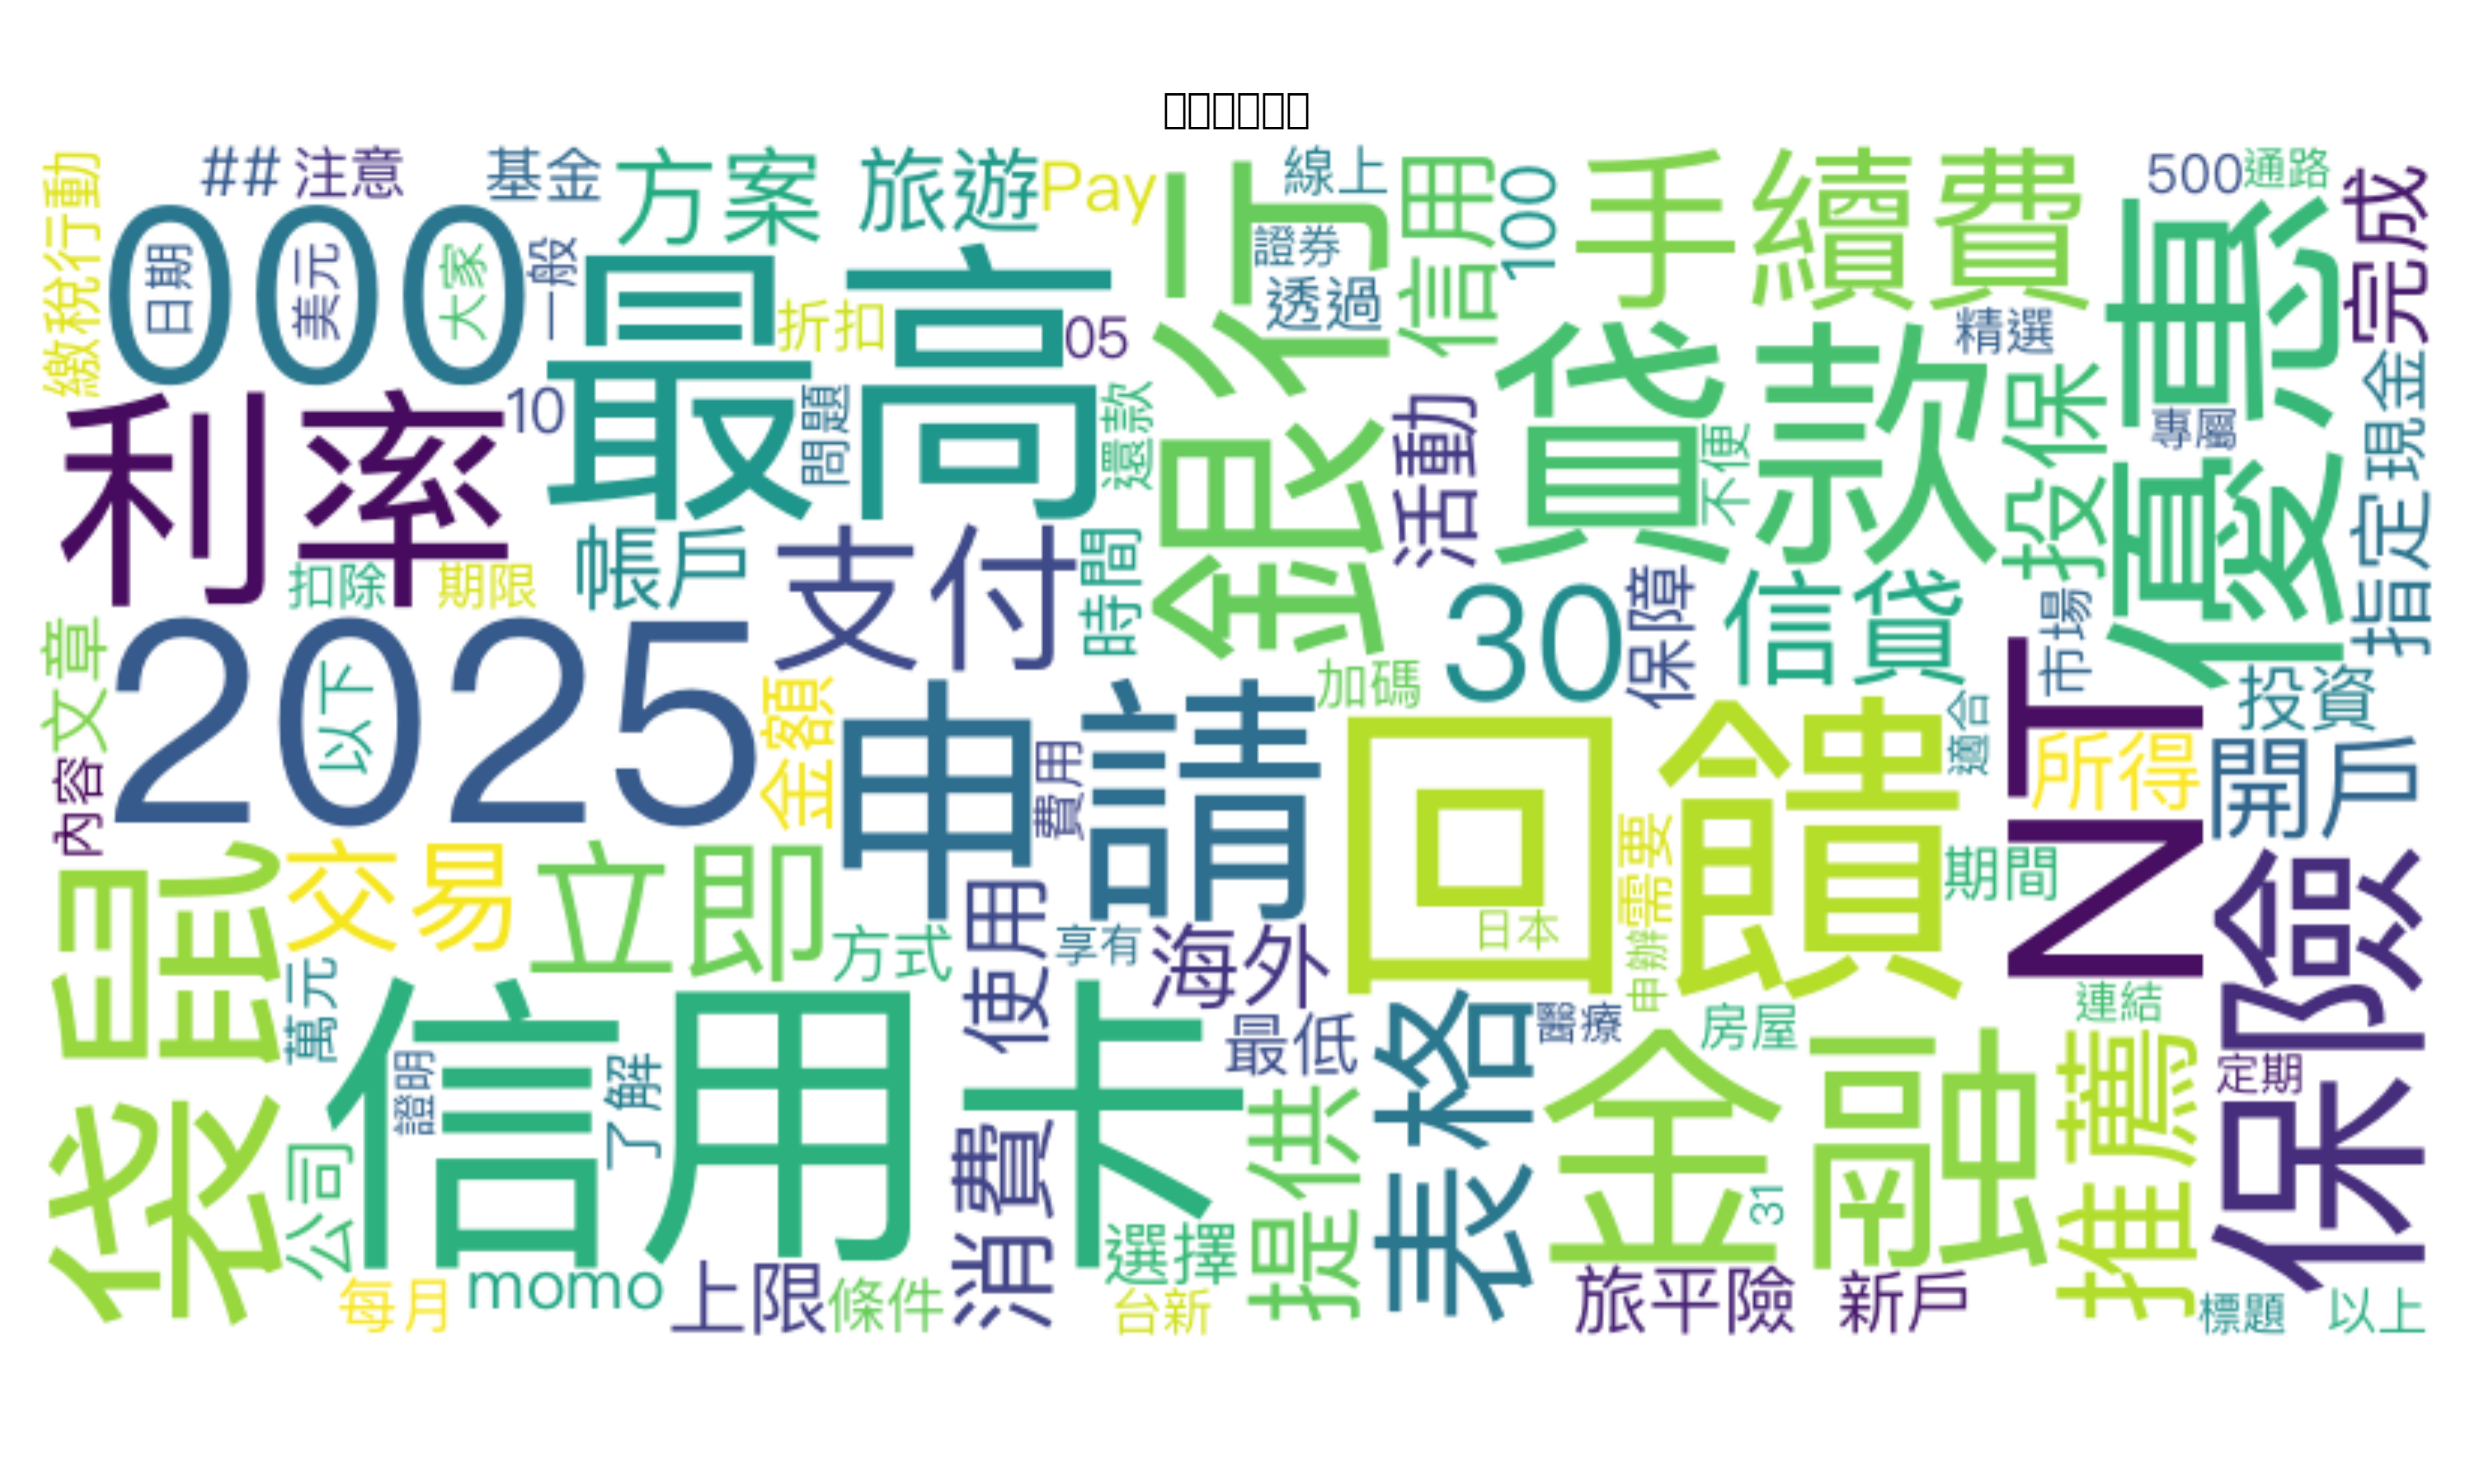 □□□□□□
繳稅行動
##
注意
基金
方案
旅遊
Pay
銀行
線上
信用
100
手續費
500
通路
完成
000
日期
美元
大家
一般
最高
折扣
05
證券
透過
精選
優惠
專屬
利率
10
問題
還款
活動
貸款
不便
投保
現金
指定
扣除
期限
帳戶
支付
時間
30
保障
信貸
市場
文章
2025
以下
金額
加碼
適合
投資
NT
所得
開戶
內容
申請
費用
回饋
日本
需要
申辦
期間
袋鼠
交易
立即
方式
使用
享有
海外
保險
萬元
信用卡
證明
了解
最低
表格
醫療
房屋
連結
定期
公司
消費
選擇
提供
金融
31
推薦
每月
momo
上限
條件
台新
旅平險
新戶
標題
以上